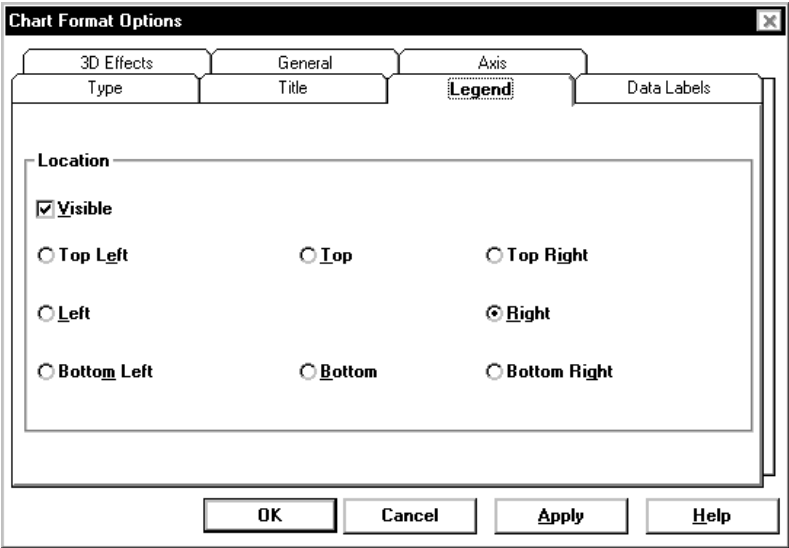 Chart Format Options
3D Effects General Axis
Type Title Legend Data Labels
Location
Visible
Top Left Top Top Right
Left Right
Bottom Left Bottom Bottom Right
OK Cancel Apply Help